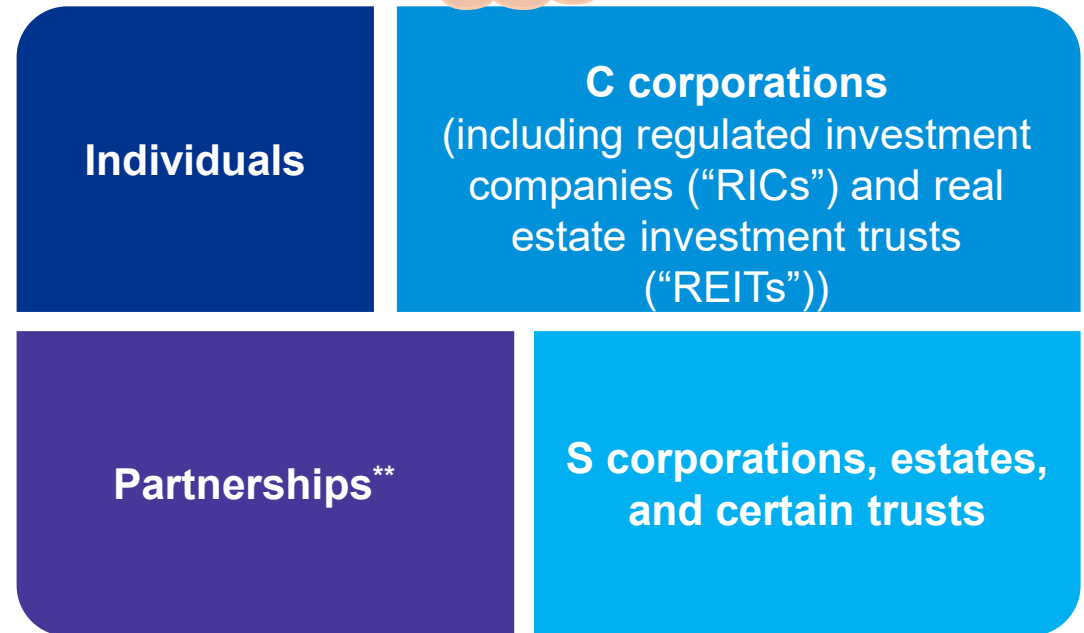 Individuals
C corporations
(including regulated investment
companies (“RICs”) and real
estate investment trusts
(“REITs”))
Partnerships**
S corporations, estates,
and certain trusts